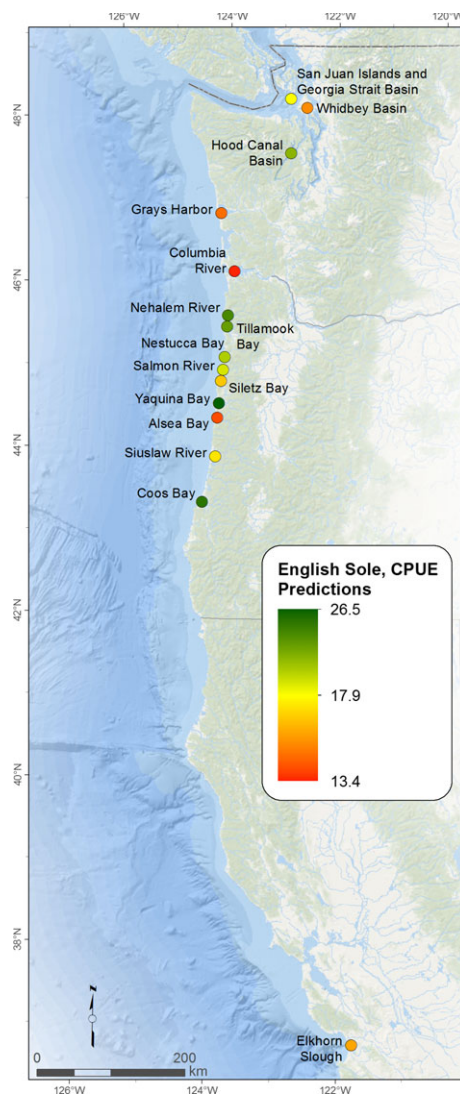 126°W
124°W
122°W
120°W
San Juan Islands and
Georgia Strait Basin
Whidbey Basin
48°N
Hood Canal
Basin
Grays Harbor
Columbia
River
46°N
Nehalem River
Tillamook
Bay
Nestucca Bay
Salmon River
Siletz Bay
Yaquina Bay
Alsea Bay
44°N
Siuslaw River
Coos Bay
English Sole, CPUE
Predictions
26.5
17.9
13.4
42°N
40°N
38°N
N
Elkhorn
Slough
0
200
km
126°W
124°W
122°W